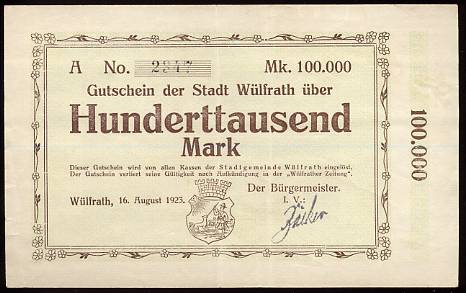 A No. 2947 Mk. 100.000
Gutschein der Stadt Wülfrath über
Hunderttausend
Mark
Dieser Gutschein wird von allen Kassen der Stadtgemeinde Wülfrath eingelöst.
Der Gutschein verliert seine Gültigkeit nach Aufkündigung in der „Wülfrather Zeitung".
Der Bürgermeister.
Wülfrath, 16. August 1923. I. V.:
100.000